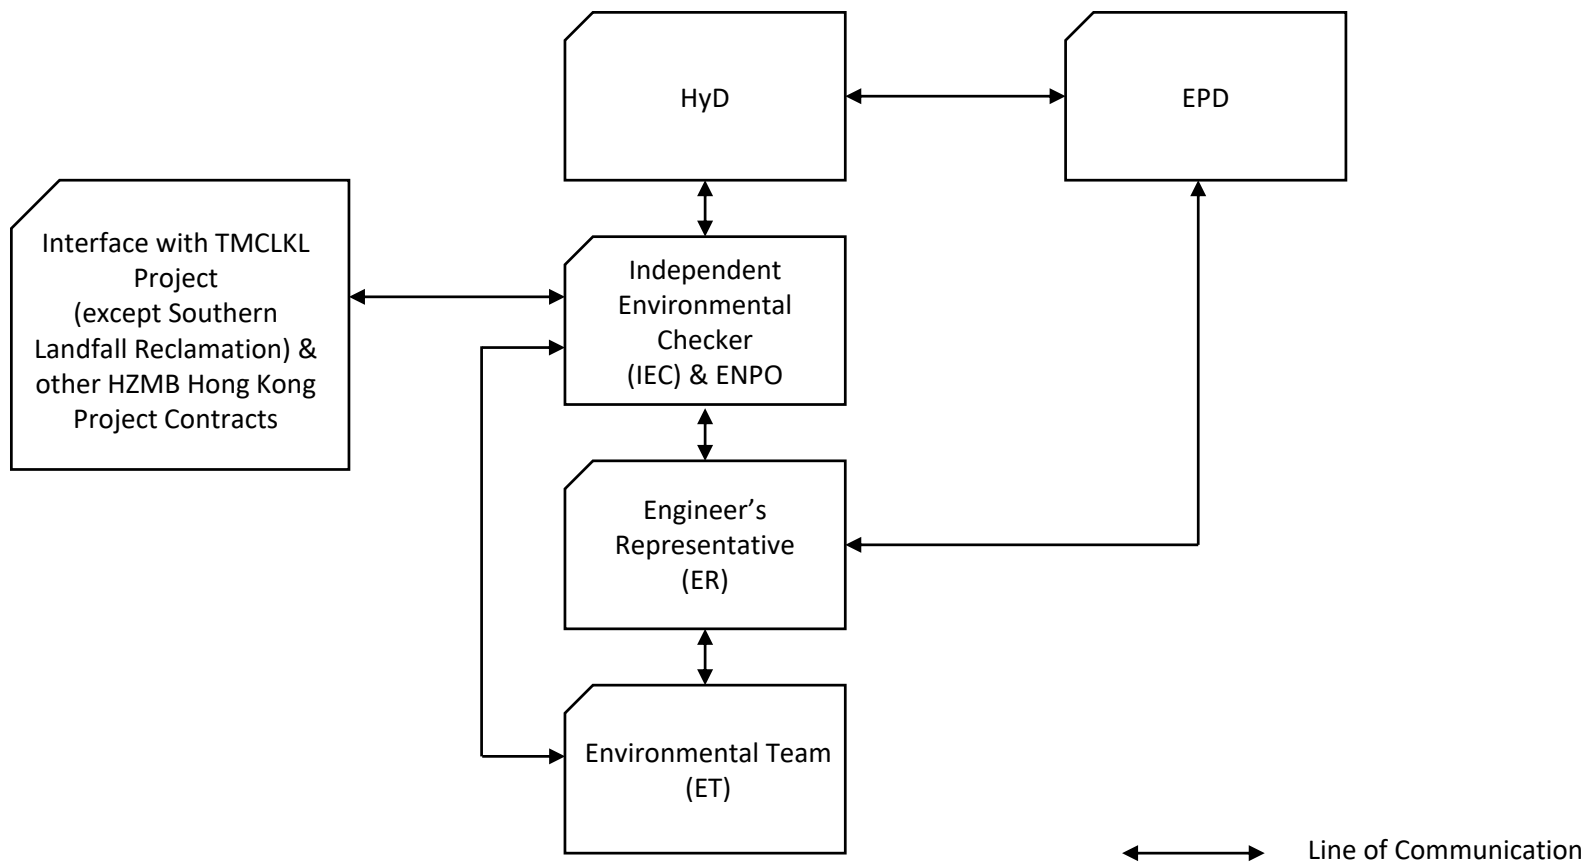 HyD
EPD
Interface with TMCLKL
Project
(except Southern
Landfall Reclamation) &
other HZMB Hong Kong
Project Contracts
Independent
Environmental
Checker
(IEC) & ENPO
Engineer’s
Representative
(ER)
Environmental Team
(ET)
Line of Communication